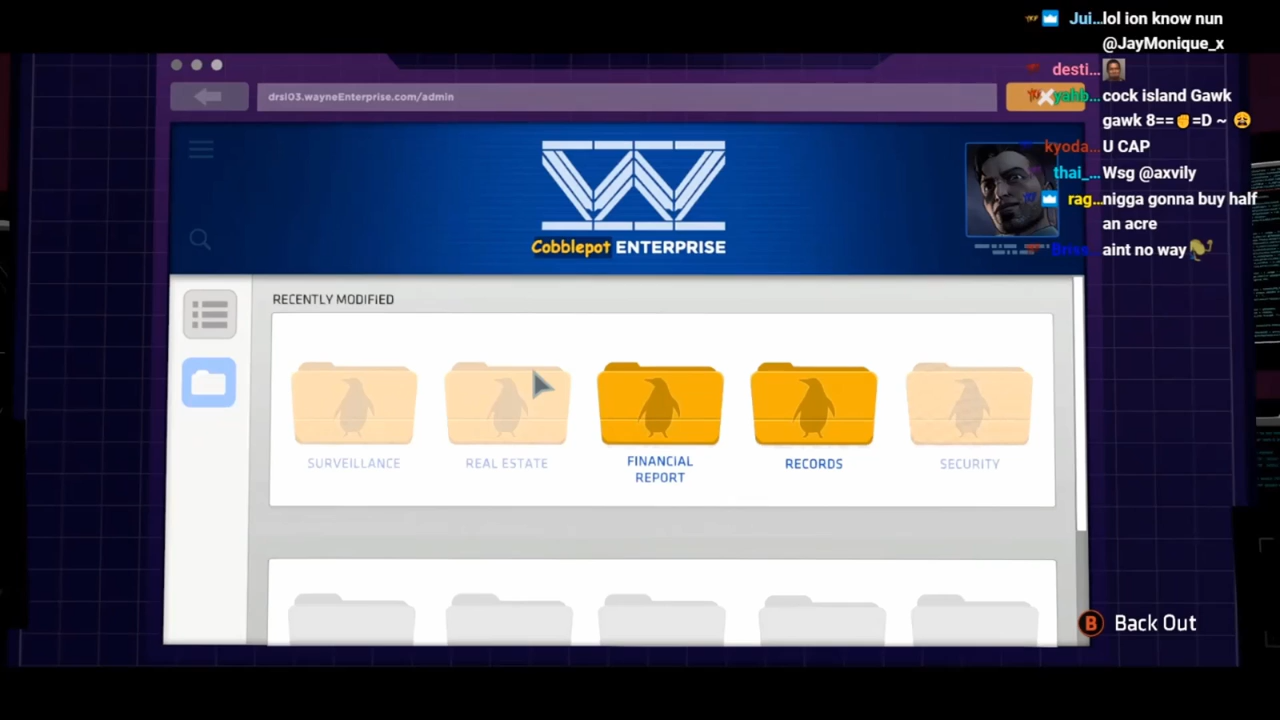 drsl03.wayneEnterprise.com/admin
Cobblepot ENTERPRISE
RECENTLY MODIFIED
SURVEILLANCE
REAL ESTATE
FINANCIAL
REPORT
RECORDS
SECURITY
B Back Out
Jui... lol ion know nun
@JayMonique_x
desti...
yabb... cock island Gawk
gawk 8==✊=D ~ 😩
kyoda... U CAP
thai_... Wsg @axvily
rag... nigga gonna buy half
an acre
Briss... aint no way